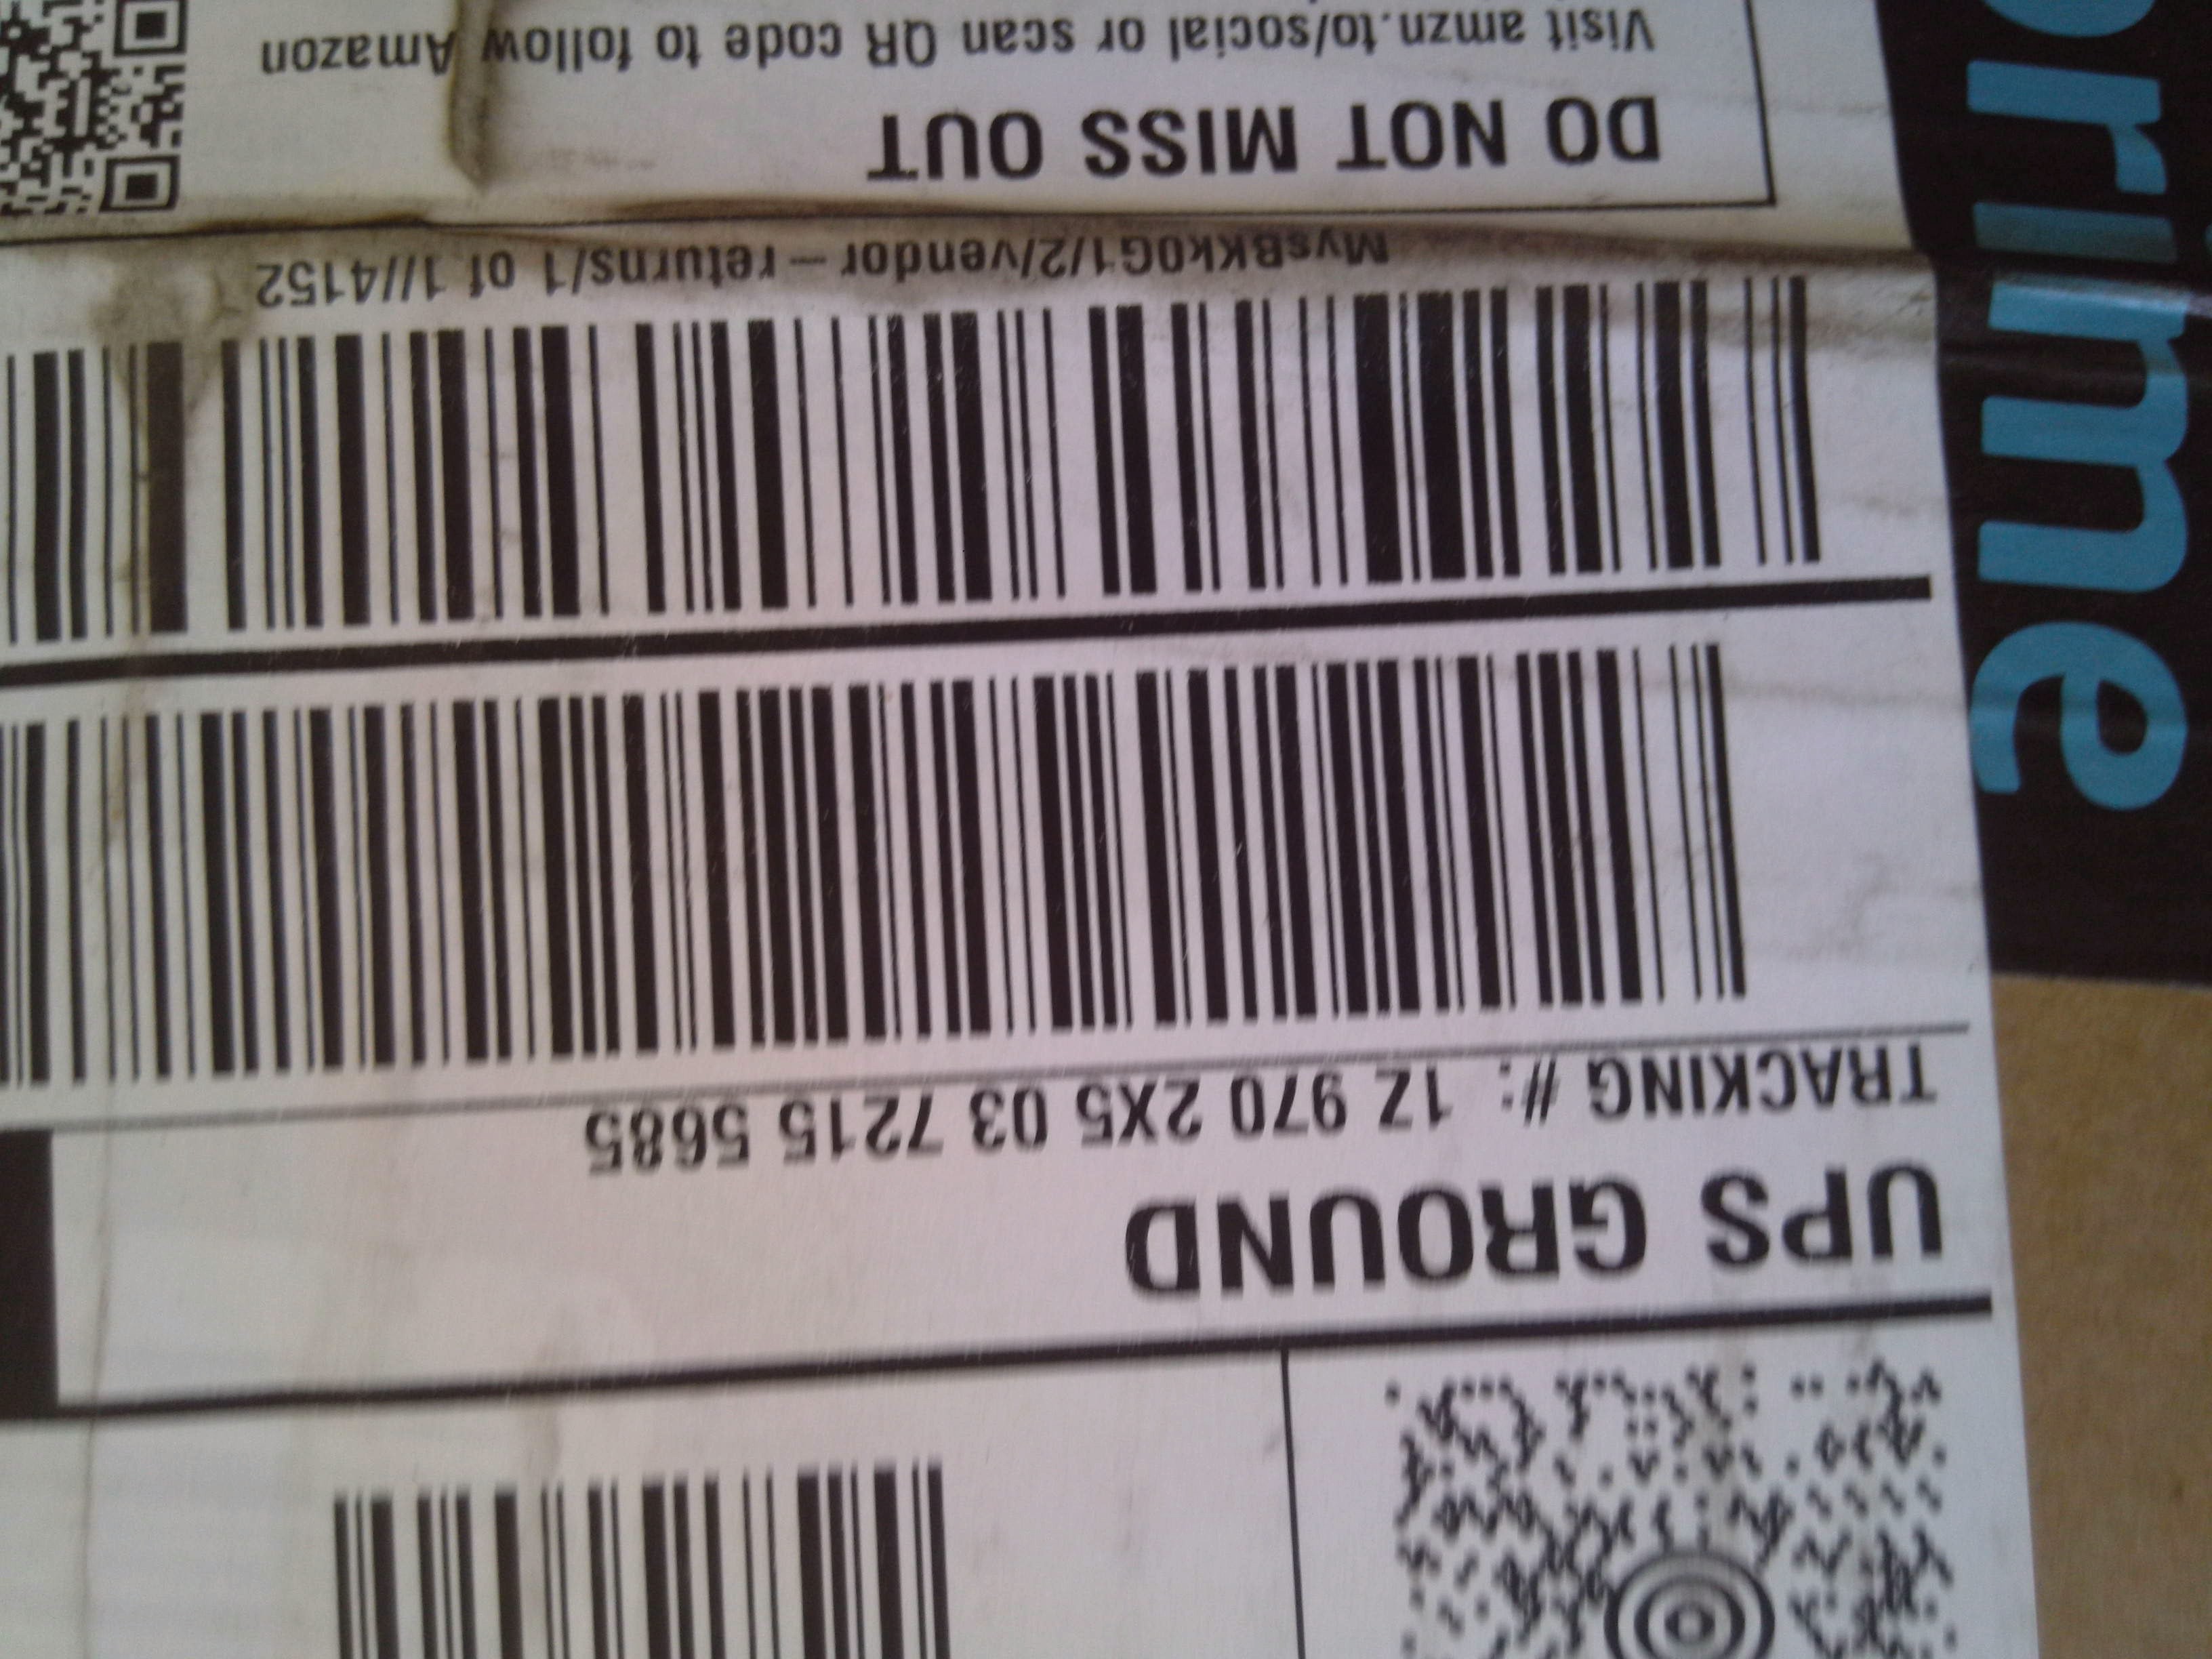 UPS GROUND
TRACKING #: 1Z 970 2X5 03 7215 5685
MysBKk0G1/2/vendor-returns/1 of 1//4152
DO NOT MISS OUT
Visit amzn.to/social or scan QR code to follow Amazon
prime